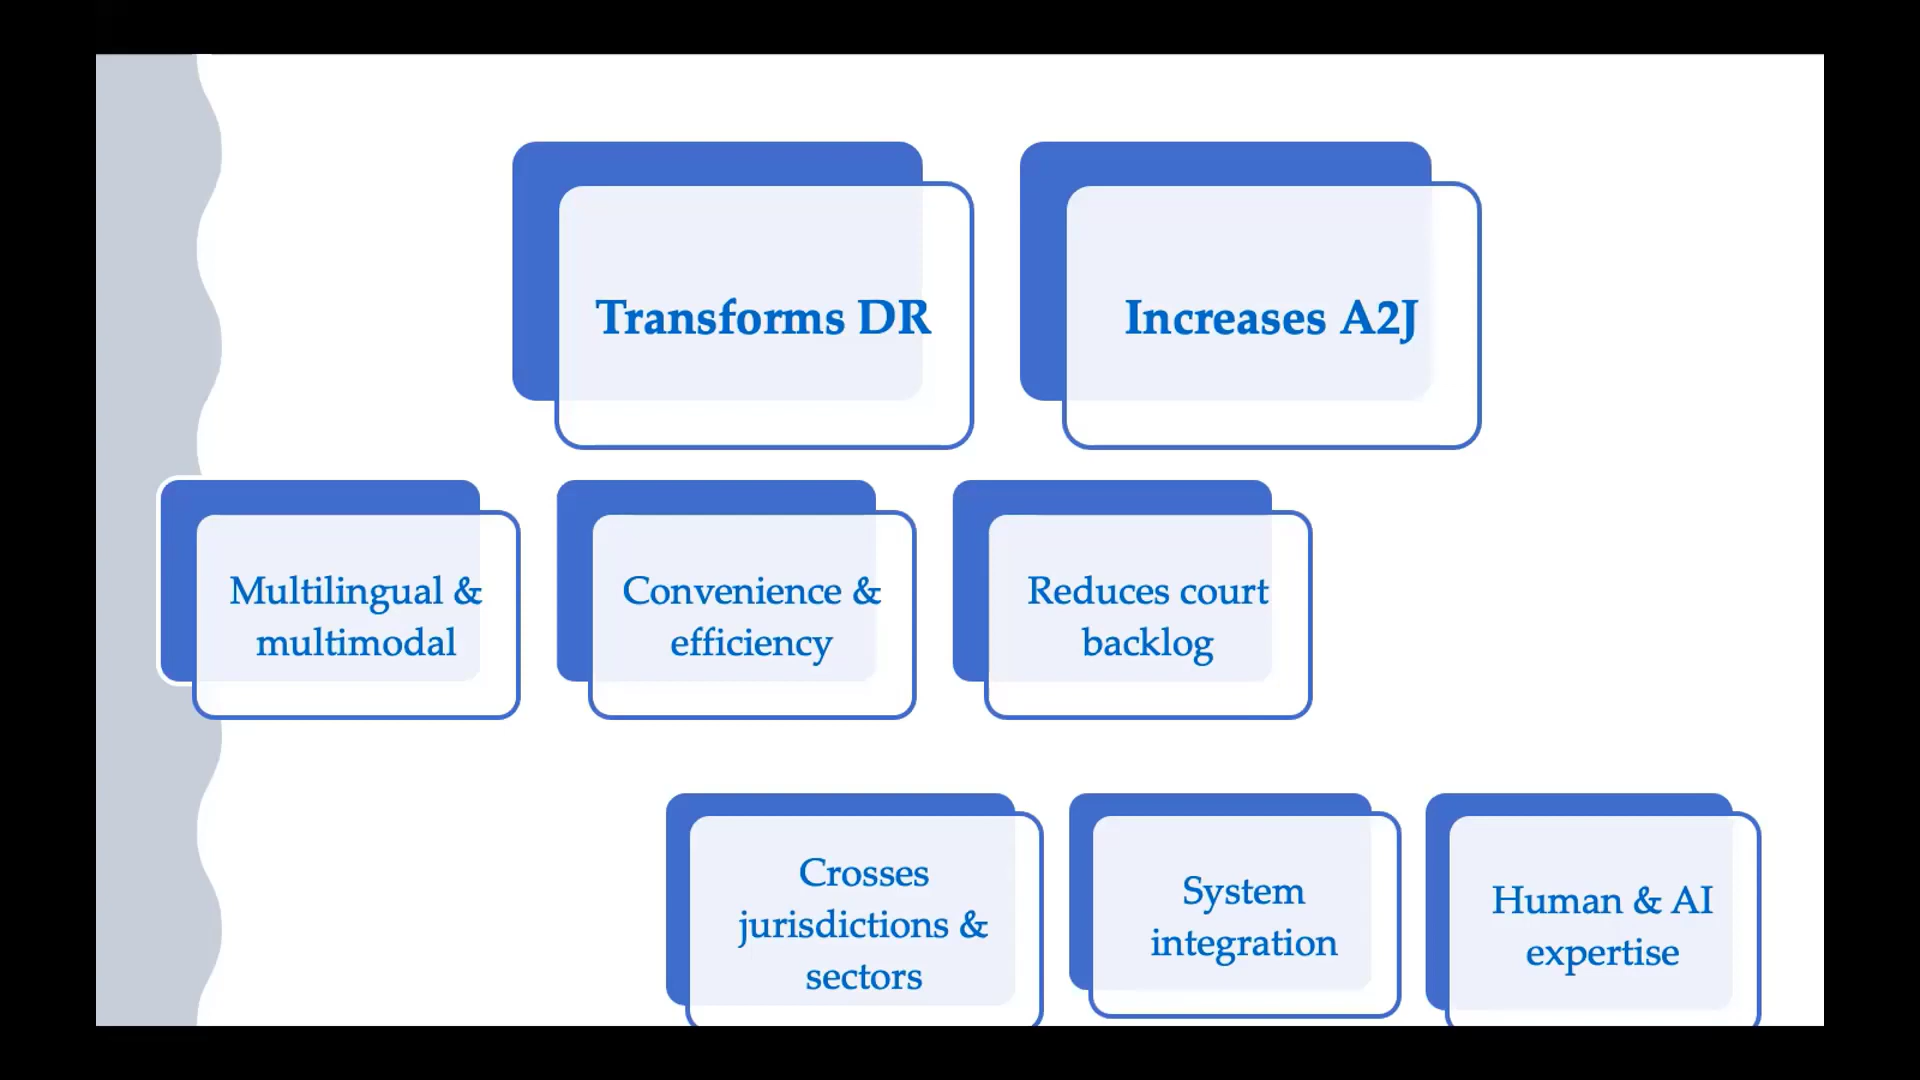 Transforms DR
Increases A2J
Multilingual &
multimodal
Convenience &
efficiency
Reduces court
backlog
Crosses
jurisdictions &
sectors
System
integration
Human & AI
expertise